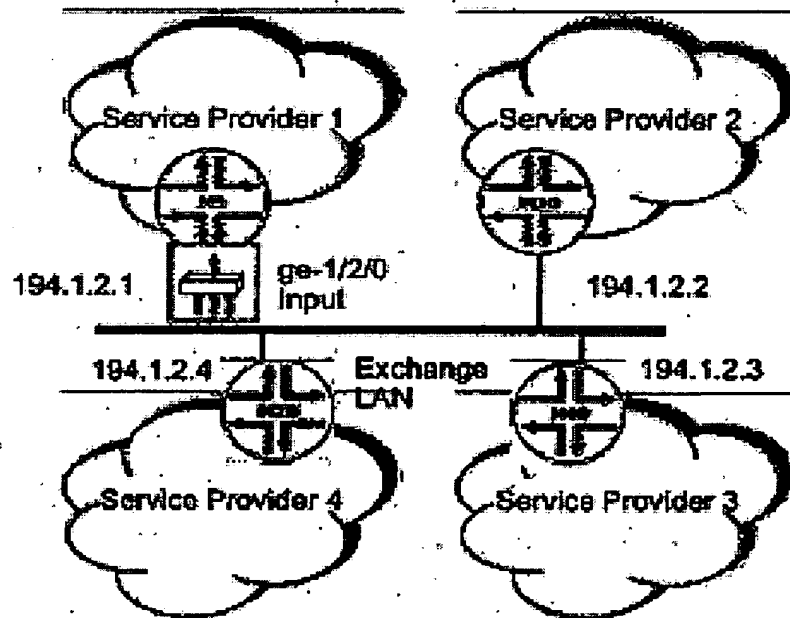 Service Provider 1
Service Provider 2
194.1.2.1
ge-1/2/0
Input
194.1.2.2
194.1.2.4
Exchange
LAN
194.1.2.3
Service Provider 4
Service Provider 3